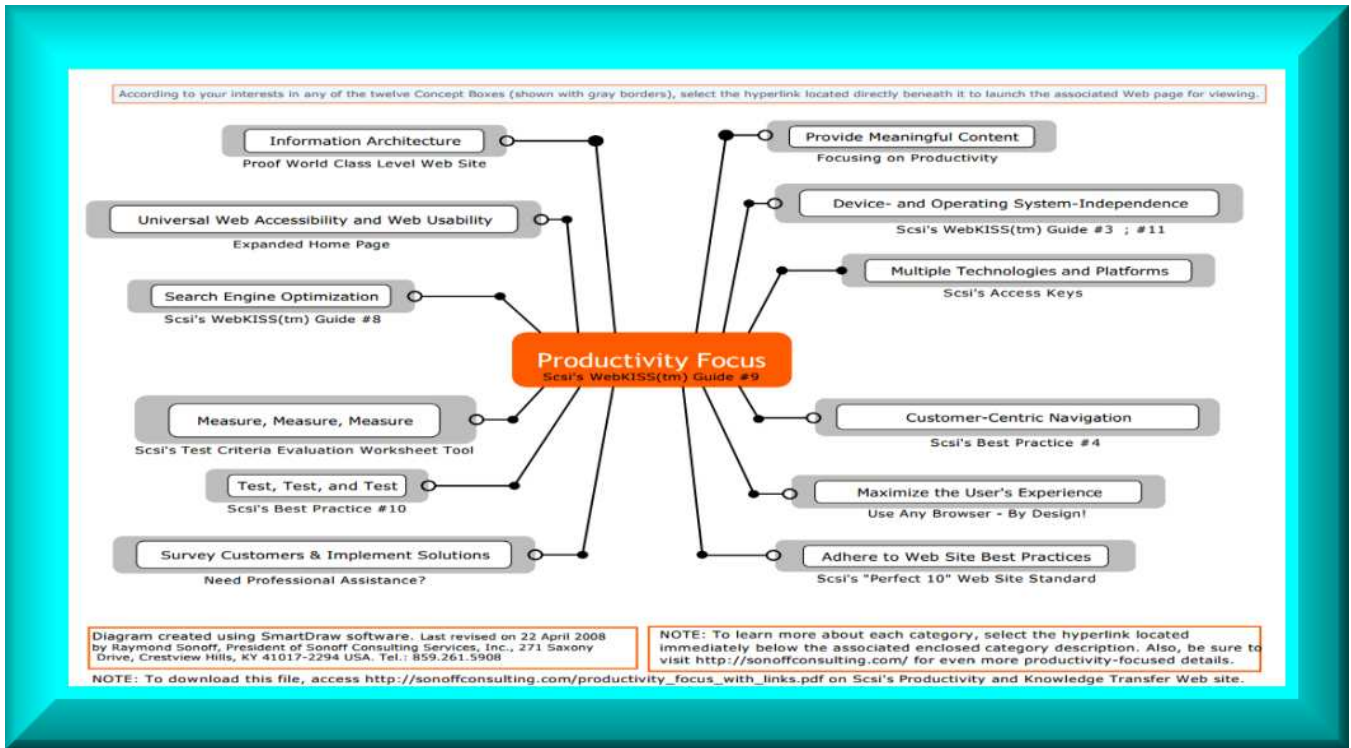 According to your interests in any of the twelve Concept Boxes (shown with gray borders), select the hyperlink located directly beneath it to launch the associated Web page for viewing.
Information Architecture
Proof World Class Level Web Site
Universal Web Accessibility and Web Usability
Expanded Home Page
Search Engine Optimization
Scsi's WebKISS(tm) Guide #8
Provide Meaningful Content
Focusing on Productivity
Device- and Operating System-Independence
Scsi's WebKISS(tm) Guide #3 ; #11
Multiple Technologies and Platforms
Scsi's Access Keys
Productivity Focus
Scsi's WebKISS(tm) Guide #9
Measure, Measure, Measure
Scsi's Test Criteria Evaluation Worksheet Tool
Test, Test, and Test
Scsi's Best Practice #10
Survey Customers & Implement Solutions
Need Professional Assistance?
Customer-Centric Navigation
Scsi's Best Practice #4
Maximize the User's Experience
Use Any Browser - By Design!
Adhere to Web Site Best Practices
Scsi's "Perfect 10" Web Site Standard
Diagram created using SmartDraw software. Last revised on 22 April 2008
by Raymond Sonoff, President of Sonoff Consulting Services, Inc., 271 Saxony
Drive, Crestview Hills, KY 41017-2294 USA. Tel.: 859.261.5908
NOTE: To learn more about each category, select the hyperlink located
immediately below the associated enclosed category description. Also, be sure to
visit http://sonoffconsulting.com/ for even more productivity-focused details.
NOTE: To download this file, access http://sonoffconsulting.com/productivity_focus_with_links.pdf on Scsi's Productivity and Knowledge Transfer Web site.